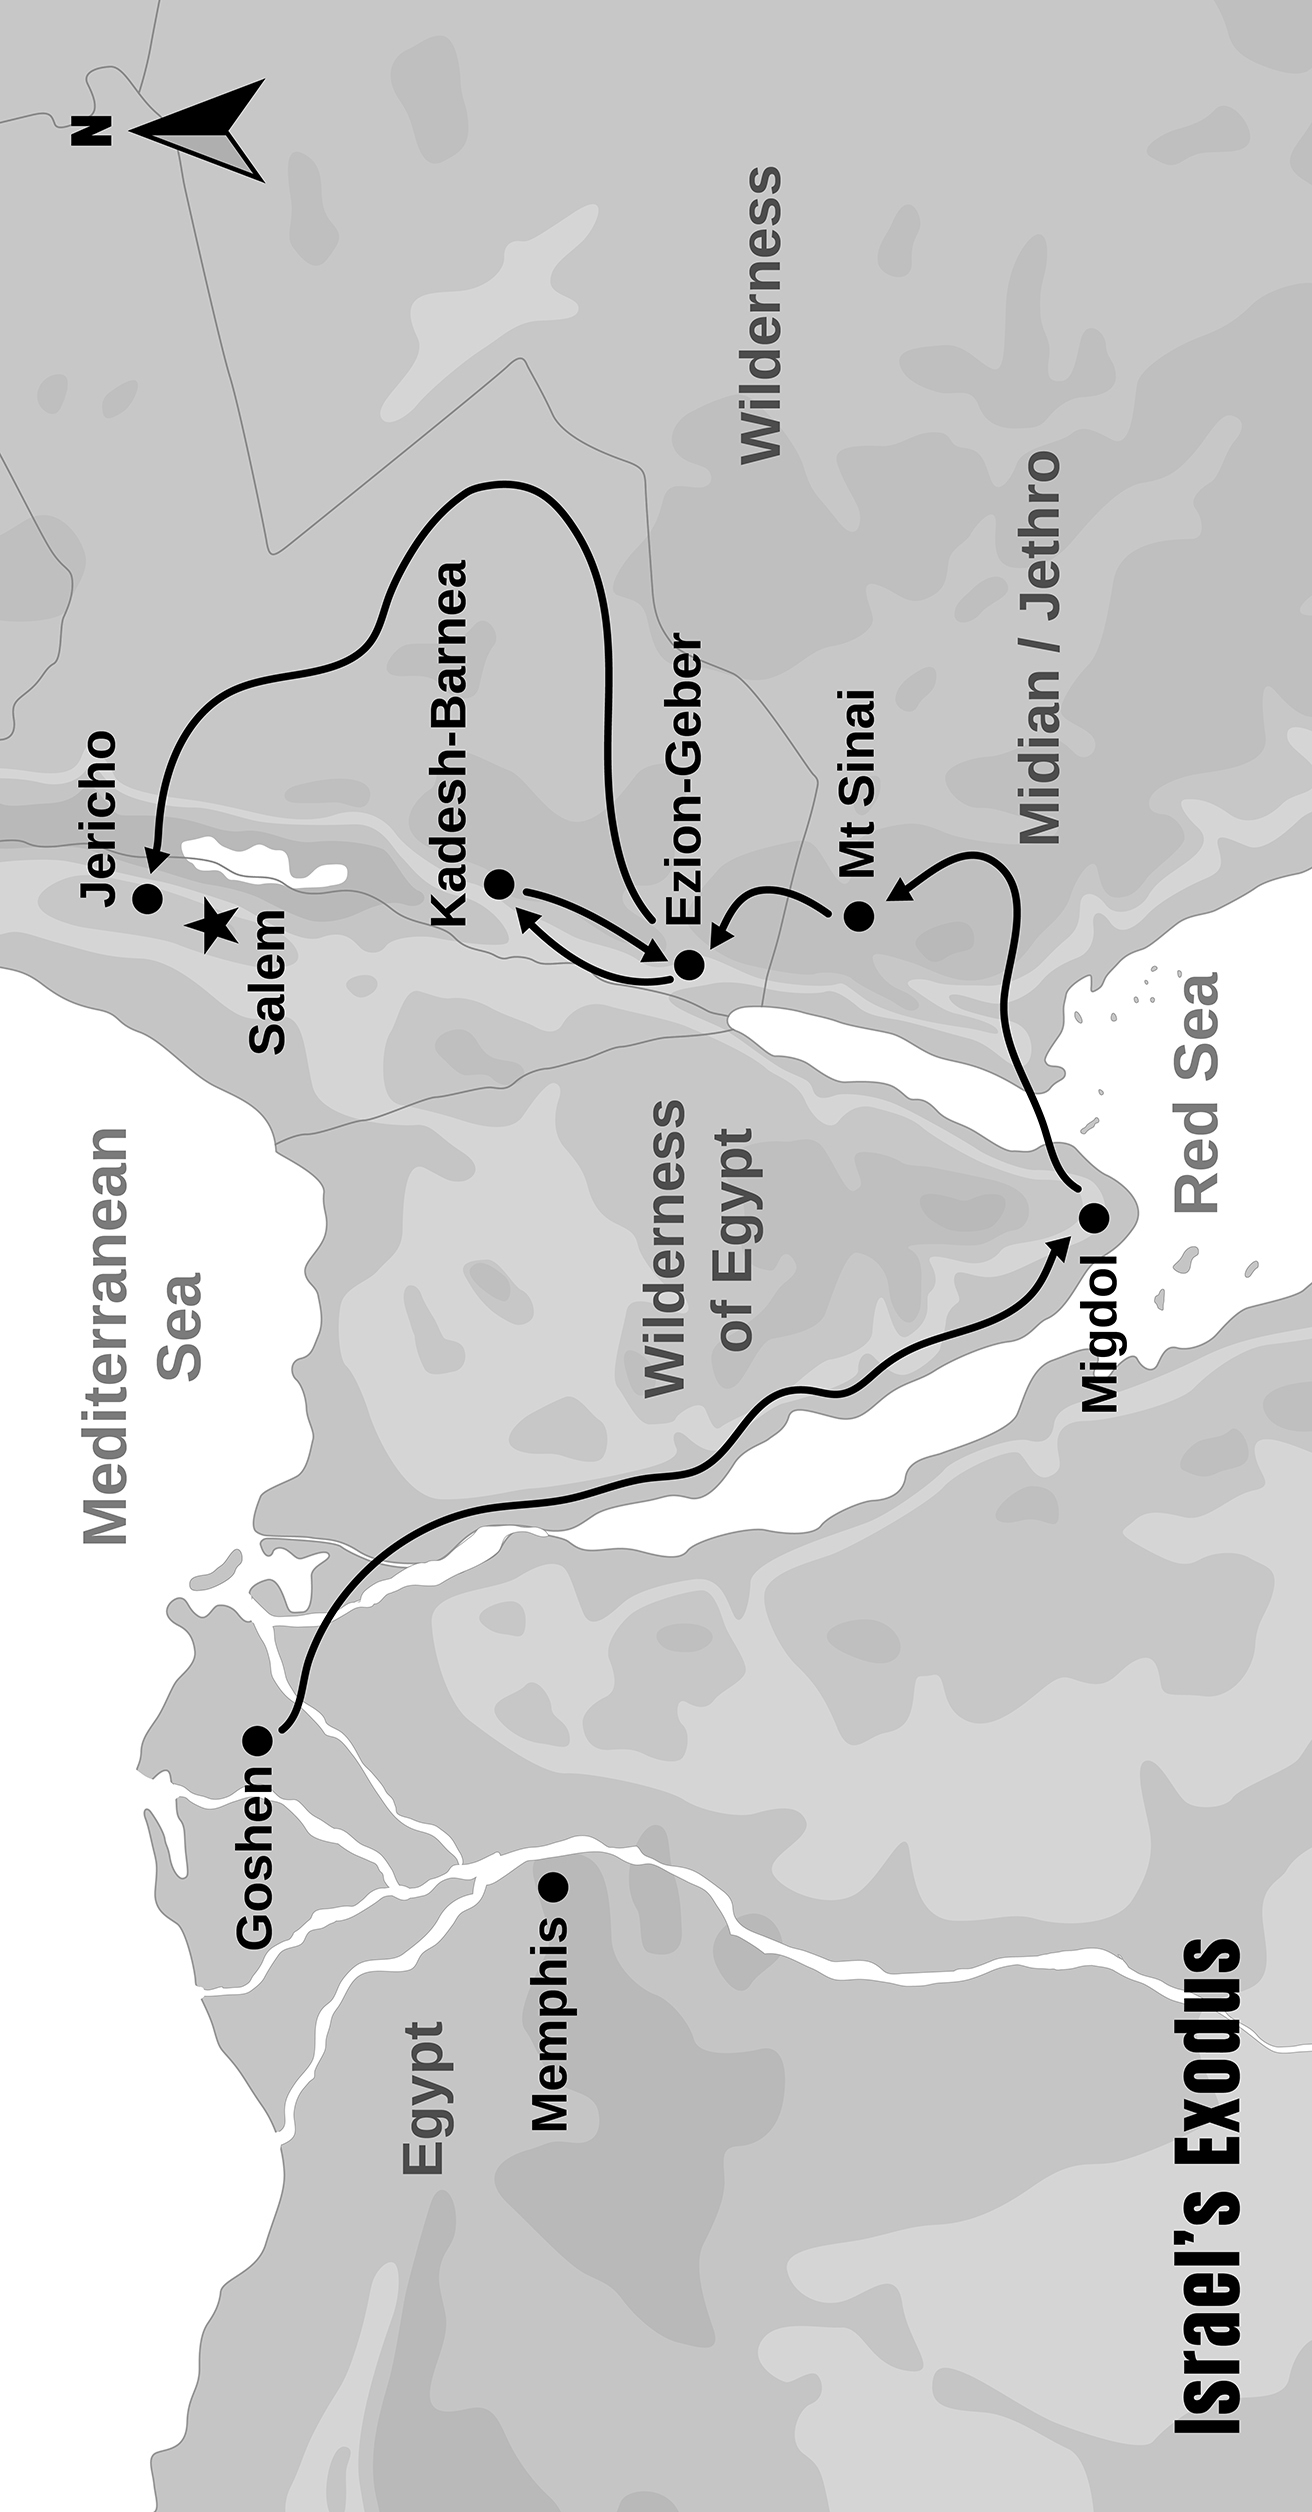 Mediterranean
Sea
N
Jericho
Salem
Goshen
Kadesh-Barnea
Egypt
Memphis
Ezion-Geber
Wilderness
of Egypt
Wilderness
Mt Sinai
Midian / Jethro
Migdol
Red Sea
Israel’s Exodus